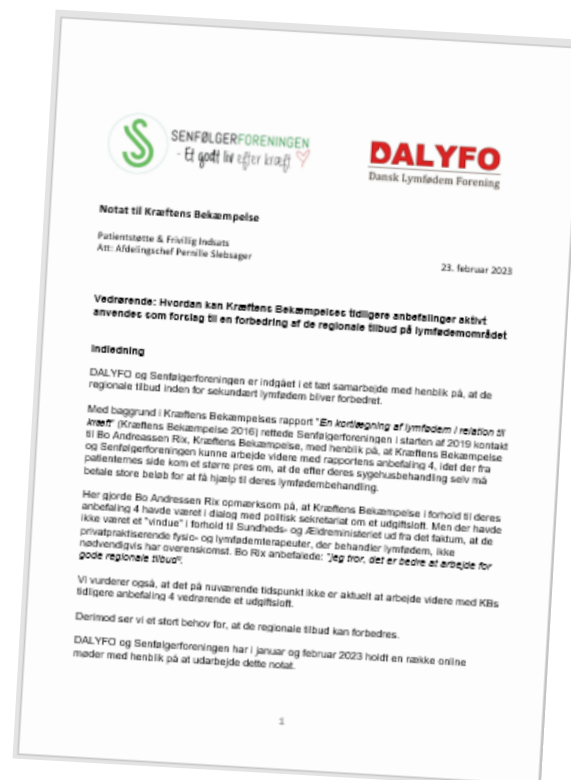 SENFØLGERFORENINGEN
- Et godt liv efter kræft
DALYFO
Dansk Lymfødem Forening
Notat til Kræftens Bekæmpelse
Patientstøtte & Frivillig Indsats
Att: Afdelingschef Pernille Slebsager
23. februar 2023
Vedrørende: Hvordan kan Kræftens Bekæmpelses tidligere anbefalinger aktivt
anvendes som forslag til en forbedring af de regionale tilbud på lymfødemområdet
Indledning
DALYFO og Senfølgerforeningen er indgået i et tæt samarbejde med henblik på, at de
regionale tilbud inden for sekundært lymfødem bliver forbedret.
Med baggrund i Kræftens Bekæmpelses rapport "En kortlægning af lymfødem i relation til
kræft" (Kræftens Bekæmpelse 2016) rettede Senfølgerforeningen i starten af 2019 kontakt
til Bo Andreassen Rix, Kræftens Bekæmpelse, med henblik på, at Kræftens Bekæmpelse
og Senfølgerforeningen kunne arbejde videre med rapportens anbefaling 4, idet der fra
patienternes side kom et større pres om, at de efter deres sygehusbehandling selv må
betale store beløb for at få hjælp til deres lymfødembehandling.
Her gjorde Bo Andressen Rix opmærksom på, at Kræftens Bekæmpelse i forhold til deres
anbefaling 4 havde været i dialog med politisk sekretariat om et udgiftsloft. Men der havde
ikke været et "vindue" i forhold til Sundheds- og Ældreministeriet ud fra det faktum, at de
privatpraktiserende fysio- og lymfødemterapeuter, der behandler lymfødem, ikke
nødvendigvis har overenskomst. Bo Rix anbefalede: "jeg tror, det er bedre at arbejde for
gode regionale tilbud".
Vi vurderer også, at det på nuværende tidspunkt ikke er aktuelt at arbejde videre med KBs
tidligere anbefaling 4 vedrørende et udgiftsloft.
Derimod ser vi et stort behov for, at de regionale tilbud kan forbedres.
DALYFO og Senfølgerforeningen har i januar og februar 2023 holdt en række online
møder med henblik på at udarbejde dette notat.
1